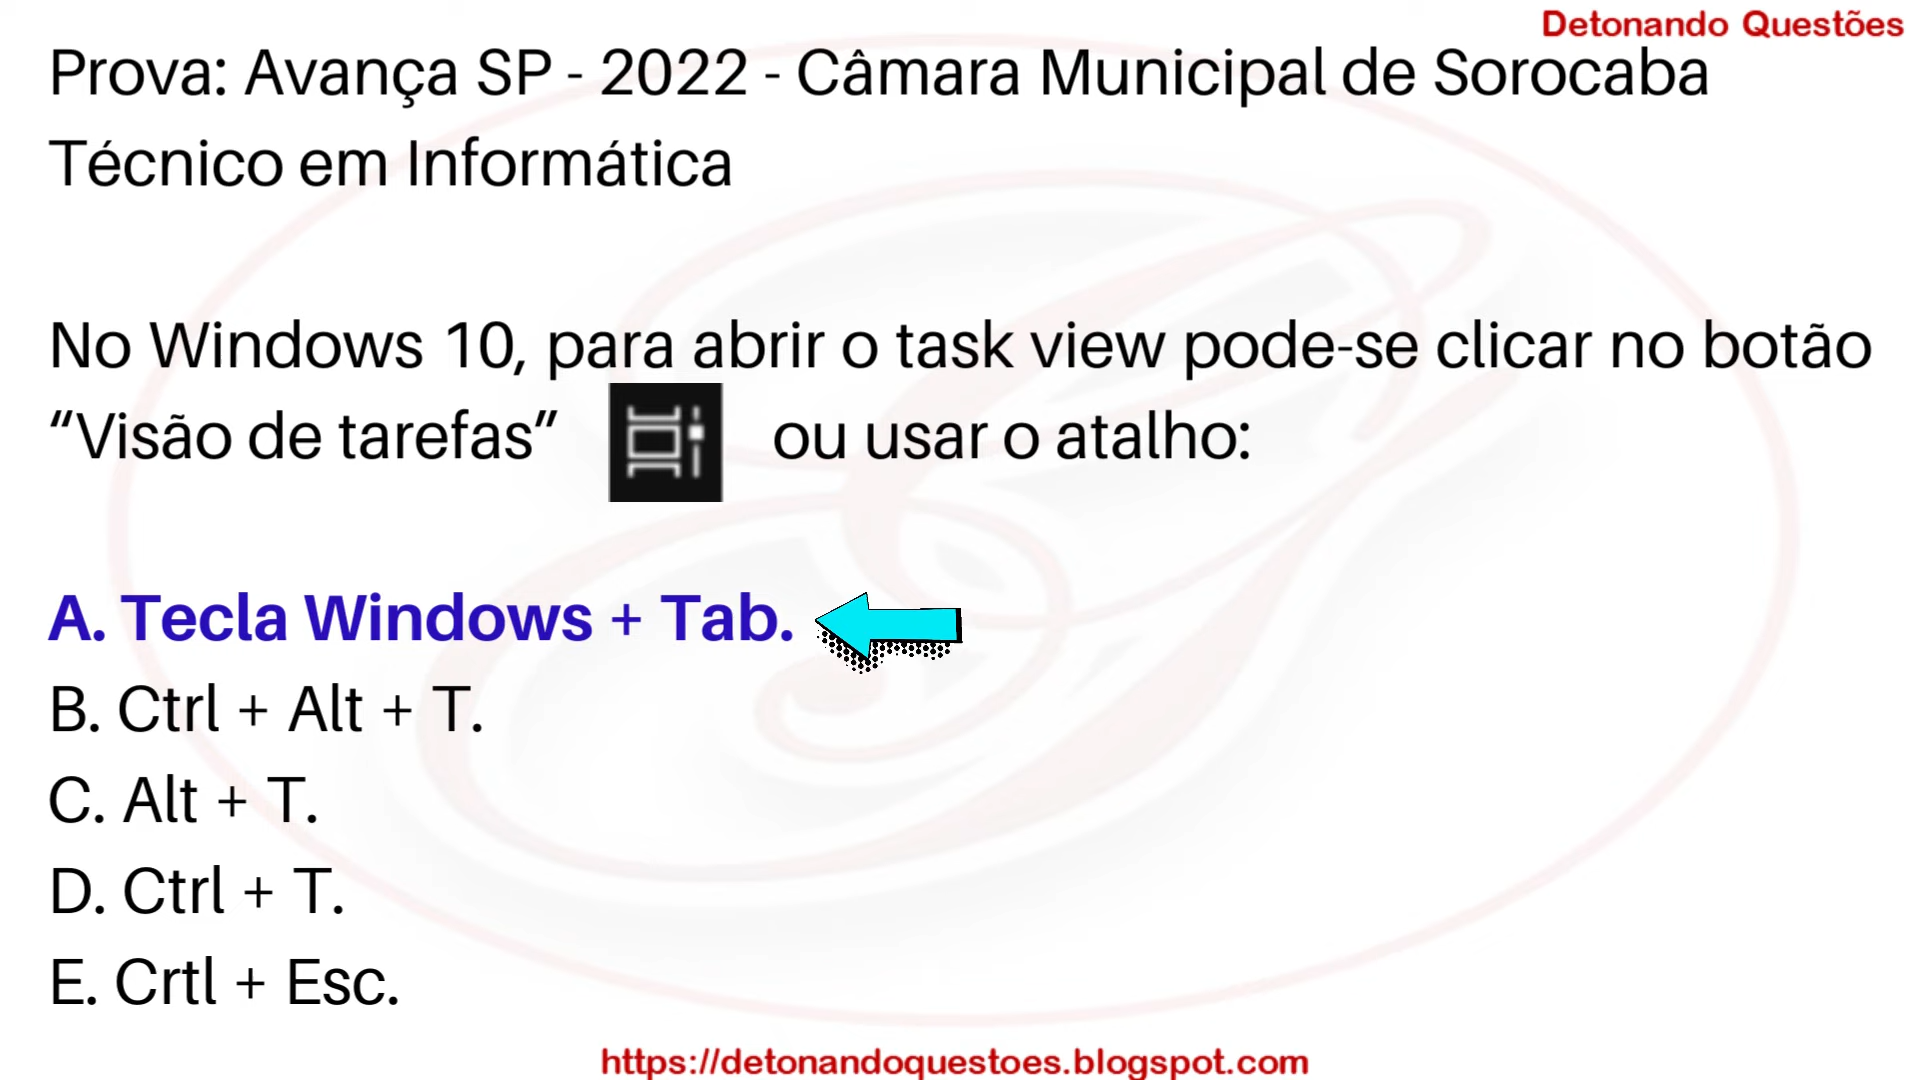 Detonando Questões
Prova: Avança SP - 2022 - Câmara Municipal de Sorocaba
Técnico em Informática
No Windows 10, para abrir o task view pode-se clicar no botão
“Visão de tarefas” ou usar o atalho:
A. Tecla Windows + Tab.
B. Ctrl + Alt + T.
C. Alt + T.
D. Ctrl + T.
E. Crtl + Esc.
https://detonandoquestoes.blogspot.com